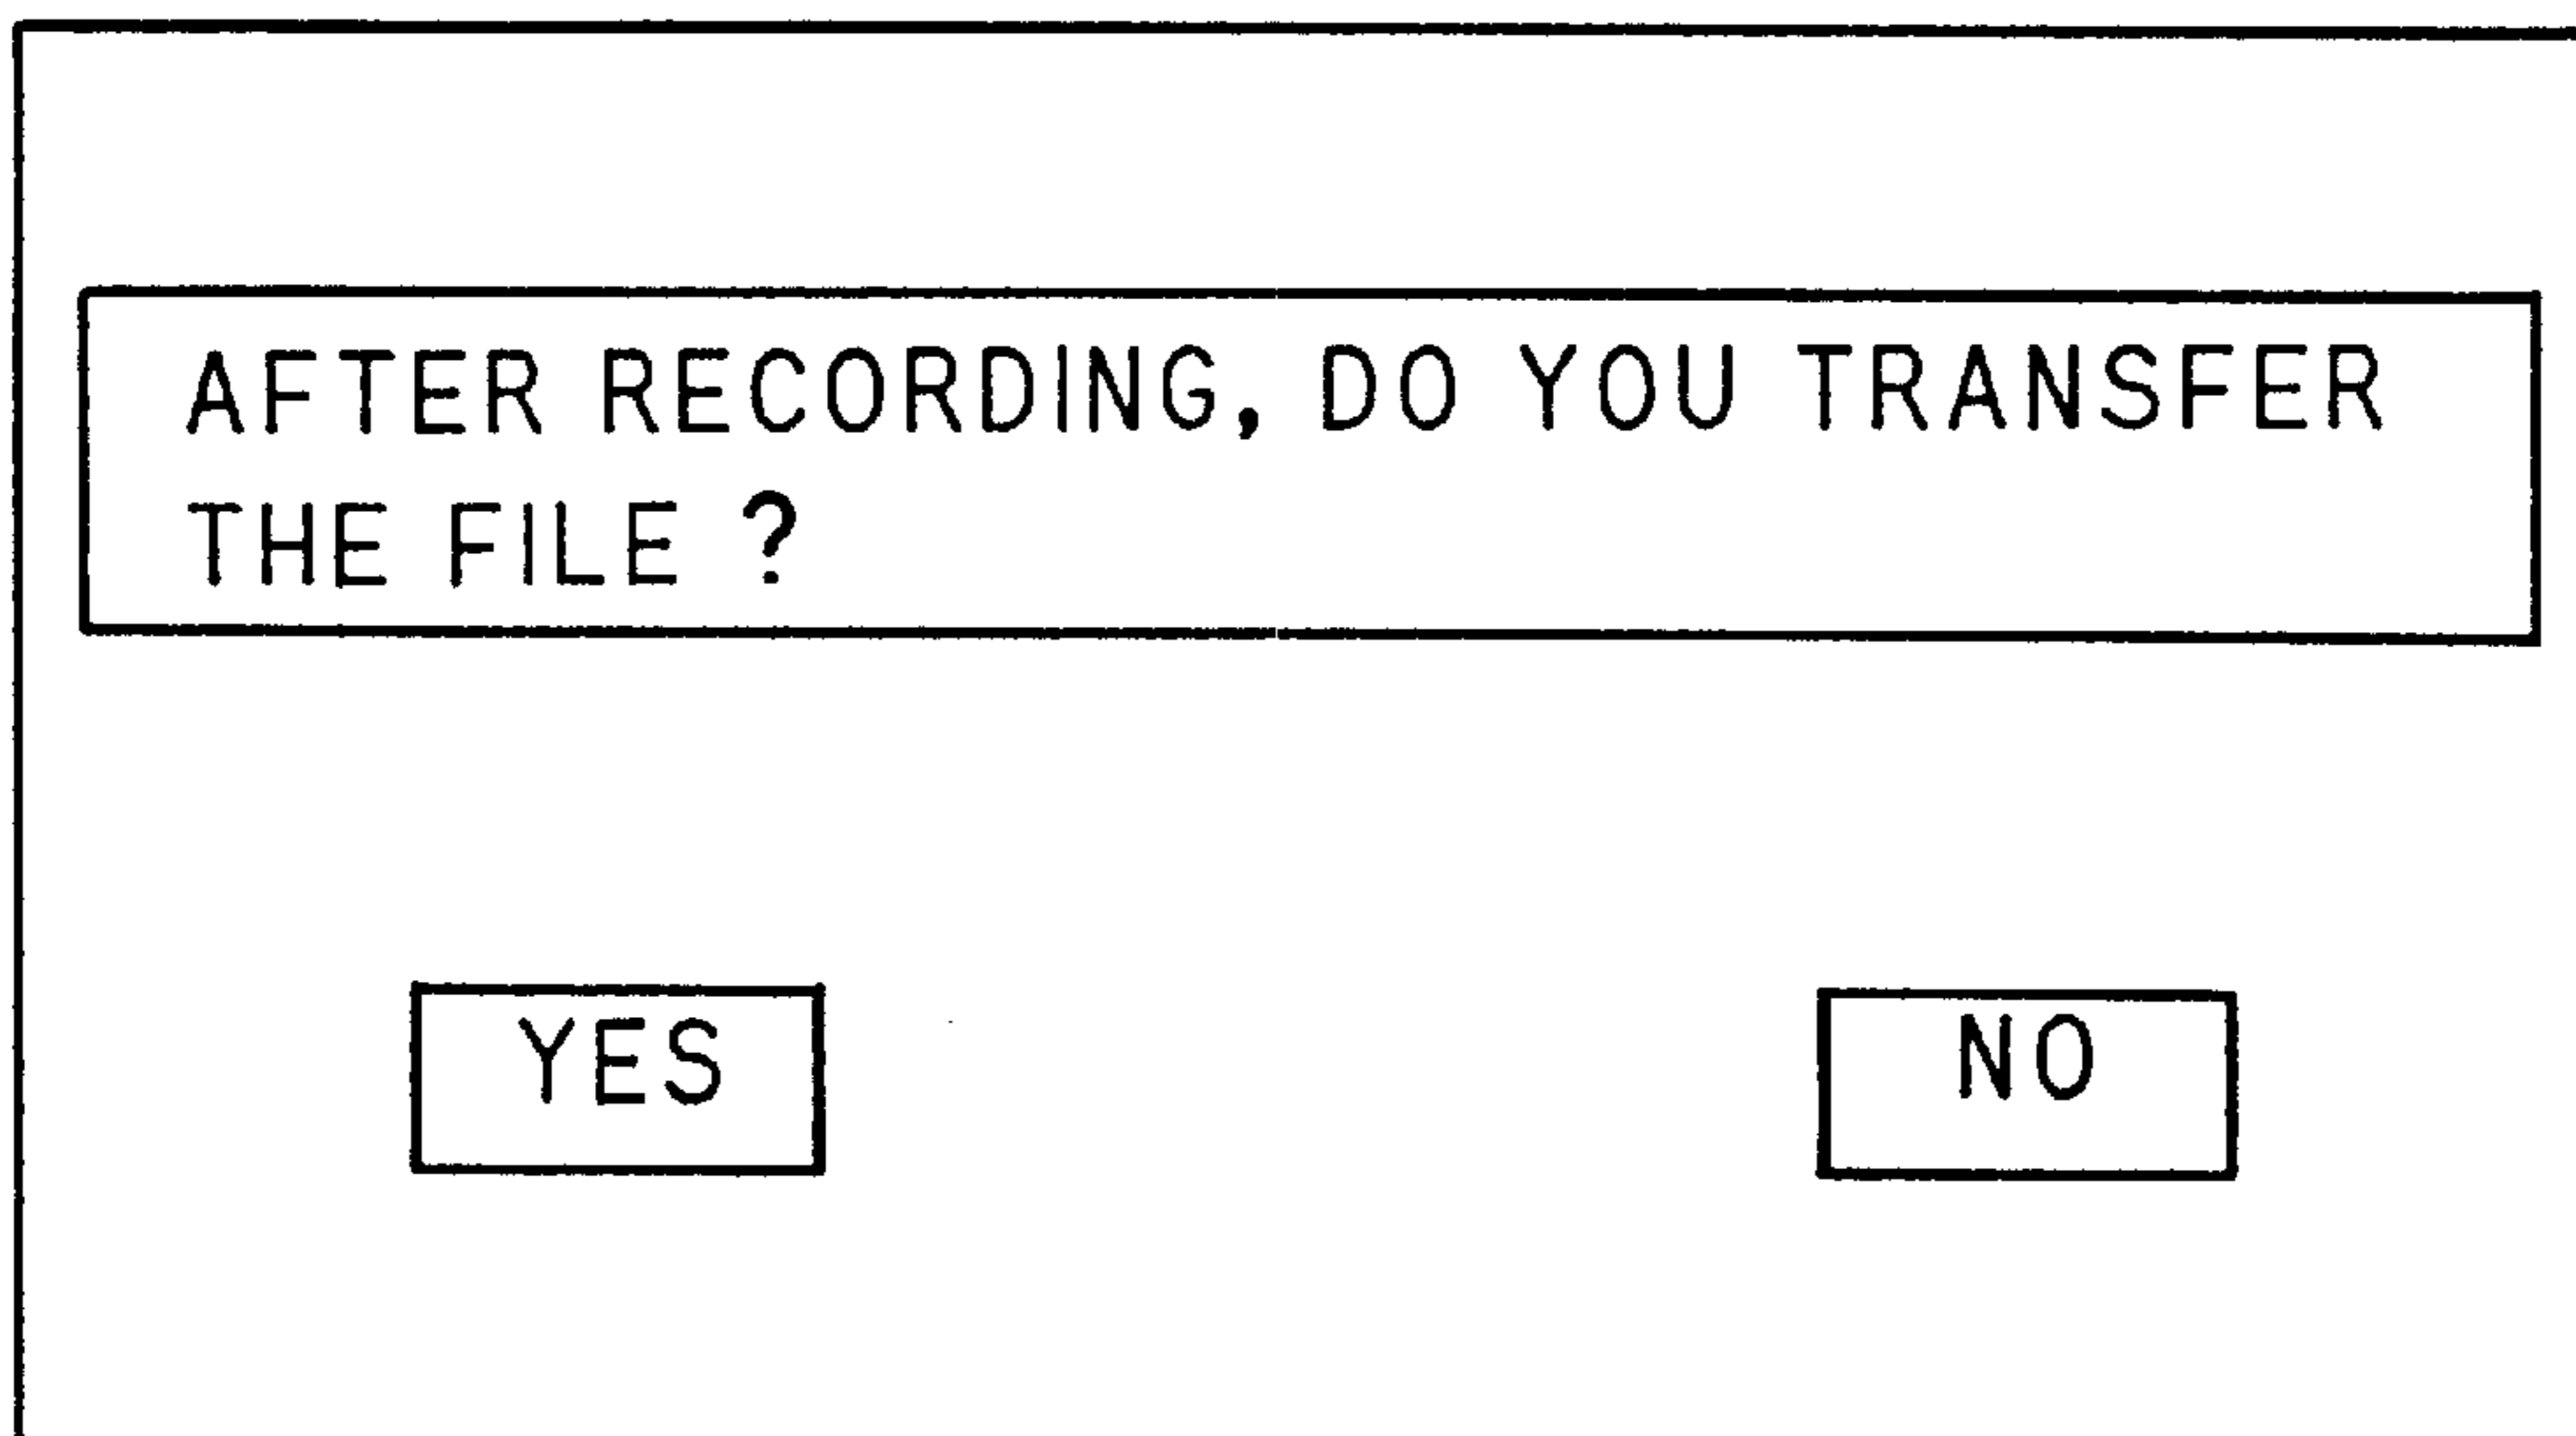 AFTER RECORDING, DO YOU TRANSFER
THE FILE ?
YES
NO